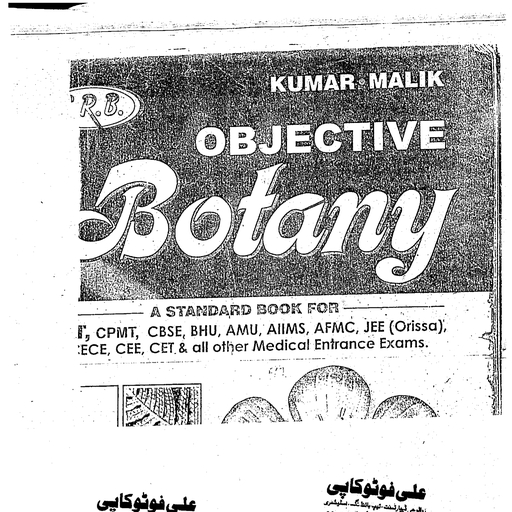 KUMAR • MALIK
R.B.
OBJECTIVE
Botany
A STANDARD BOOK FOR
T, CPMT, CBSE, BHU, AMU, AIIMS, AFMC, JEE (Orissa),
ECE, CEE, CET & all other Medical Entrance Exams.
علی فوٹوکاپی
علی فوٹوکاپی